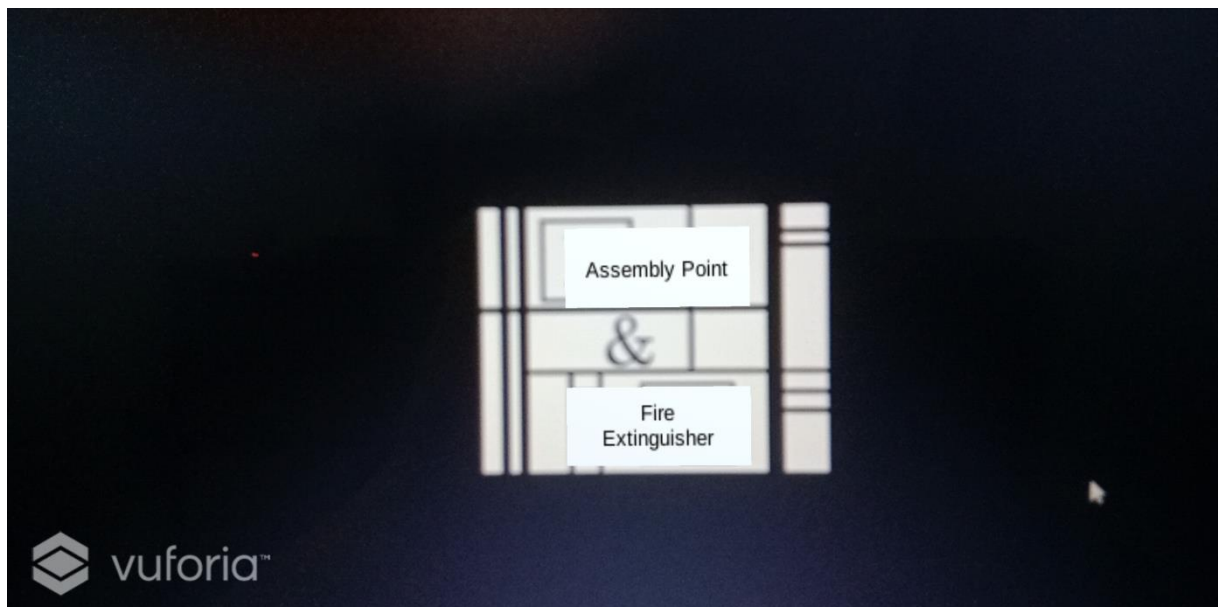 Assembly Point
&
Fire
Extinguisher
vuforia™